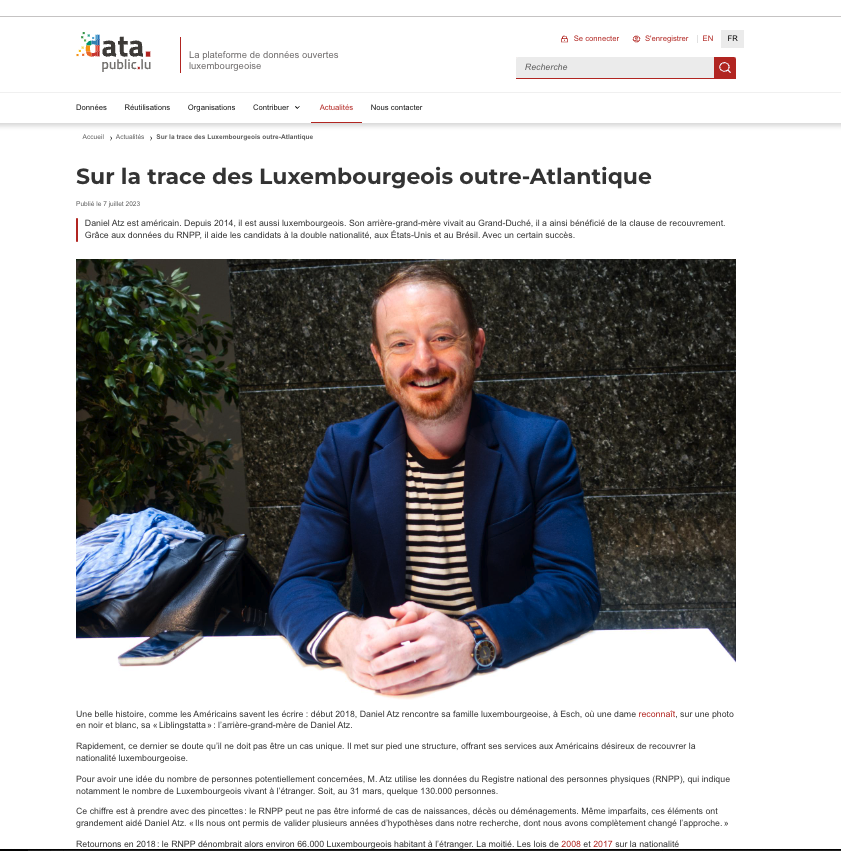 data.
public.lu
La plateforme de données ouvertes
luxembourgeoise
Se connecter
S'enregistrer
EN
FR
Recherche
Données
Réutilisations
Organisations
Contribuer
Actualités
Nous contacter
Accueil
Actualités
Sur la trace des Luxembourgeois outre-Atlantique
Sur la trace des Luxembourgeois outre-Atlantique
Publié le 7 juillet 2023
Daniel Atz est américain. Depuis 2014, il est aussi luxembourgeois. Son arrière-grand-mère vivait au Grand-Duché, il a ainsi bénéficié de la clause de recouvrement.
Grâce aux données du RNPP, il aide les candidats à la double nationalité, aux États-Unis et au Brésil. Avec un certain succès.
Une belle histoire, comme les Américains savent les écrire : début 2018, Daniel Atz rencontre sa famille luxembourgeoise, à Esch, où une dame reconnaît, sur une photo
en noir et blanc, sa « Liblingstatta » : l'arrière-grand-mère de Daniel Atz.
Rapidement, ce dernier se doute qu'il ne doit pas être un cas unique. Il met sur pied une structure, offrant ses services aux Américains désireux de recouvrer la
nationalité luxembourgeoise.
Pour avoir une idée du nombre de personnes potentiellement concernées, M. Atz utilise les données du Registre national des personnes physiques (RNPP), qui indique
notamment le nombre de Luxembourgeois vivant à l'étranger. Soit, au 31 mars, quelque 130.000 personnes.
Ce chiffre est à prendre avec des pincettes : le RNPP peut ne pas être informé de cas de naissances, décès ou déménagements. Même imparfaits, ces éléments ont
grandement aidé Daniel Atz. « Ils nous ont permis de valider plusieurs années d'hypothèses dans notre recherche, dont nous avons complètement changé l'approche. »
Retournons en 2018 : le RNPP dénombrait alors environ 66.000 Luxembourgeois habitant à l'étranger. La moitié. Les lois de 2008 et 2017 sur la nationalité